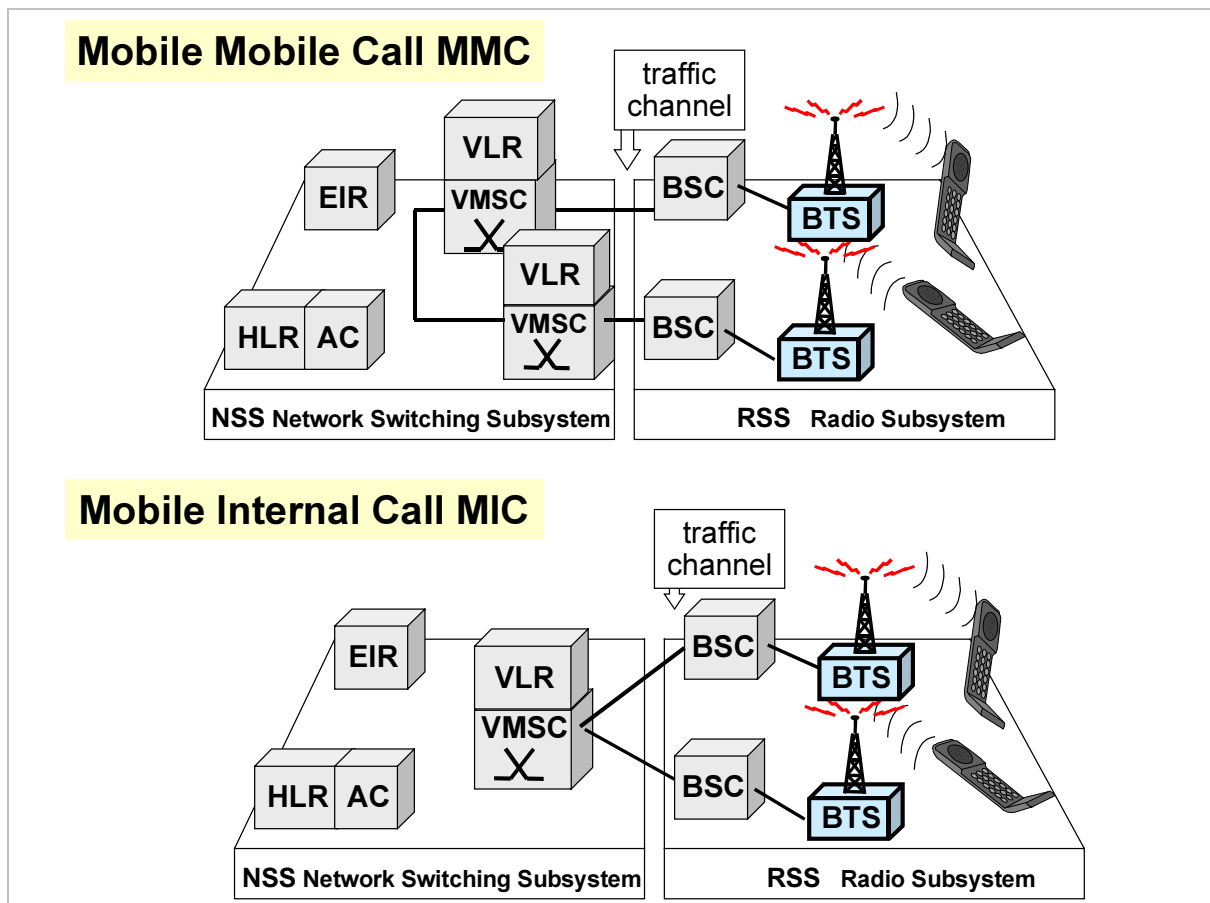 Mobile Mobile Call MMC
traffic
channel
VLR
EIR
VMSC
BSC
BTS
VLR
HLR AC
VMSC
BSC
BTS
NSS Network Switching Subsystem
RSS Radio Subsystem
Mobile Internal Call MIC
traffic
channel
EIR
VLR
BSC
BTS
VMSC
HLR AC
BSC
BTS
NSS Network Switching Subsystem
RSS Radio Subsystem